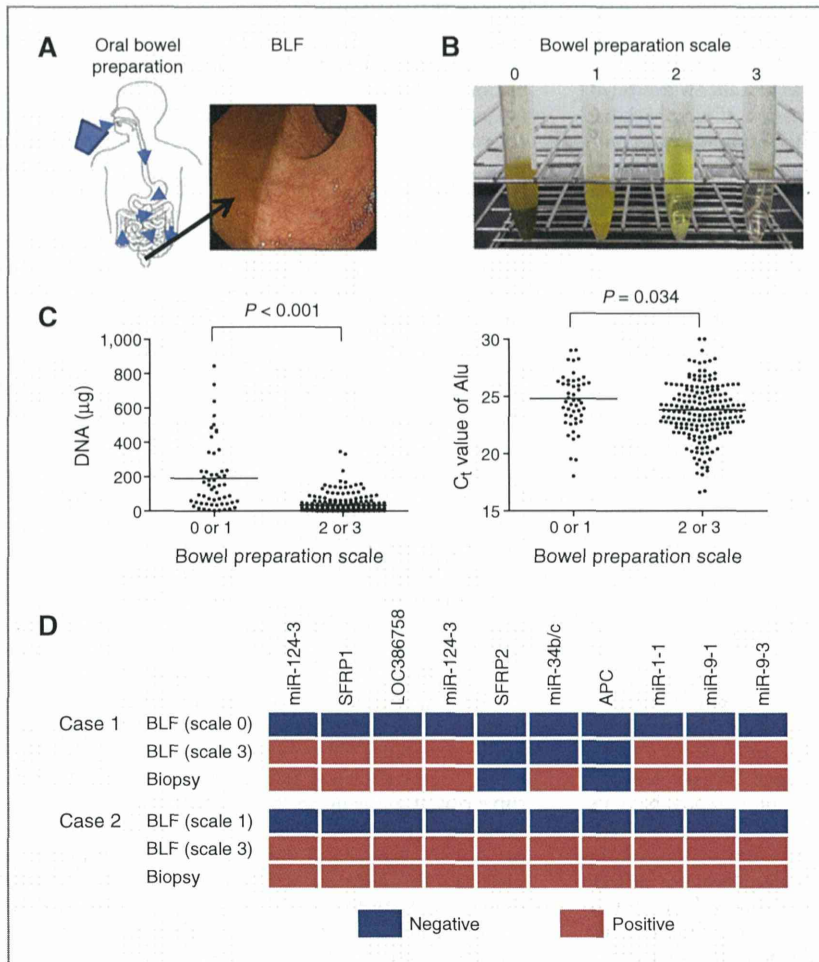 A
Oral bowel
preparation
BLF
B
Bowel preparation scale
0 1 2 3
C
P < 0.001
1,000
800
600
400
200
0
DNA (µg)
0 or 1 2 or 3
Bowel preparation scale
P = 0.034
30
25
20
15
Ct value of Alu
0 or 1 2 or 3
Bowel preparation scale
D
miR-124-3
SFRP1
LOC386758
miR-124-3
SFRP2
miR-34b/c
APC
miR-1-1
miR-9-1
miR-9-3
Case 1 BLF (scale 0)
BLF (scale 3)
Biopsy
Case 2 BLF (scale 1)
BLF (scale 3)
Biopsy
Negative Positive